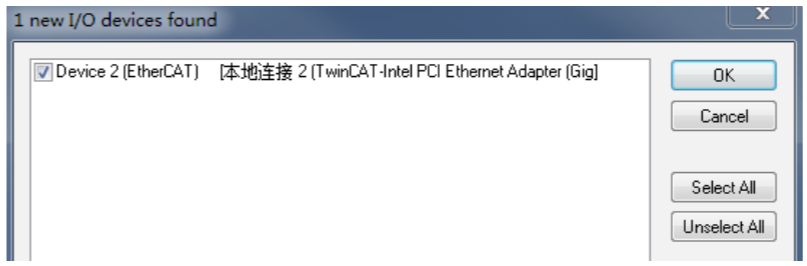 1 new I/O devices found
x
Device 2 (EtherCAT) [本地连接 2 (TwinCAT-Intel PCI Ethernet Adapter (Gig]
OK
Cancel
Select All
Unselect All